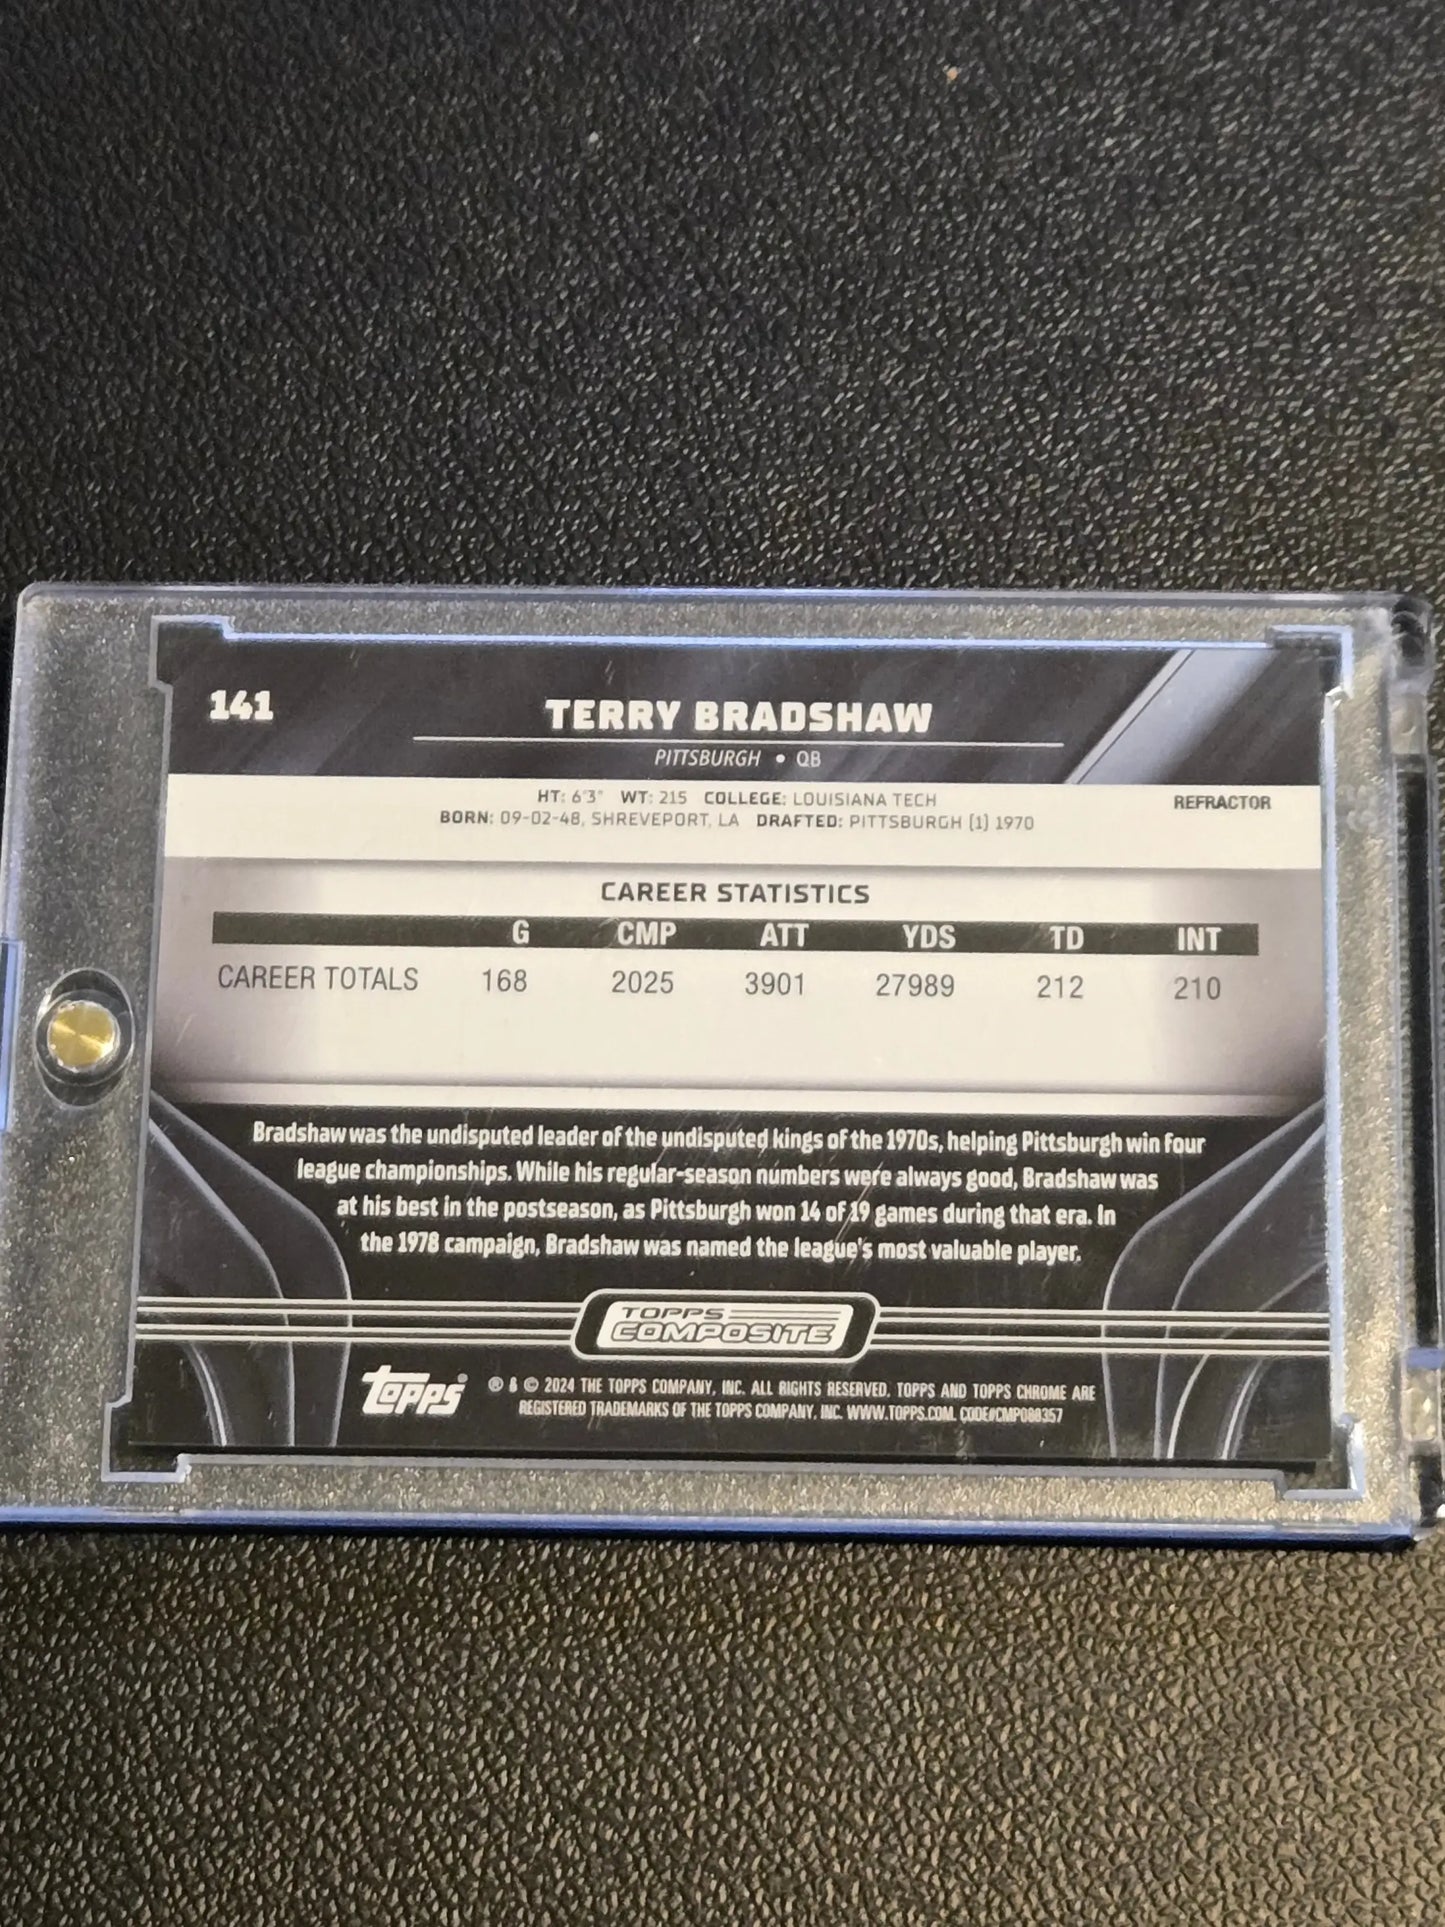 141
TERRY BRADSHAW
PITTSBURGH • QB
HT: 6'3" WT: 215 COLLEGE: LOUISIANA TECH
BORN: 09-02-48, SHREVEPORT, LA DRAFTED: PITTSBURGH (1) 1970
REFRACTOR
CAREER STATISTICS
G CMP ATT YDS TD INT
CAREER TOTALS 168 2025 3901 27989 212 210
Bradshaw was the undisputed leader of the undisputed kings of the 1970s, helping Pittsburgh win four
league championships. While his regular-season numbers were always good, Bradshaw was
at his best in the postseason, as Pittsburgh won 14 of 19 games during that era. In
the 1978 campaign, Bradshaw was named the league's most valuable player.
TOPPS
COMPOSITE
topps®
® & © 2024 THE TOPPS COMPANY, INC. ALL RIGHTS RESERVED. TOPPS AND TOPPS CHROME ARE
REGISTERED TRADEMARKS OF THE TOPPS COMPANY, INC. WWW.TOPPS.COM. CODE#CMP088357